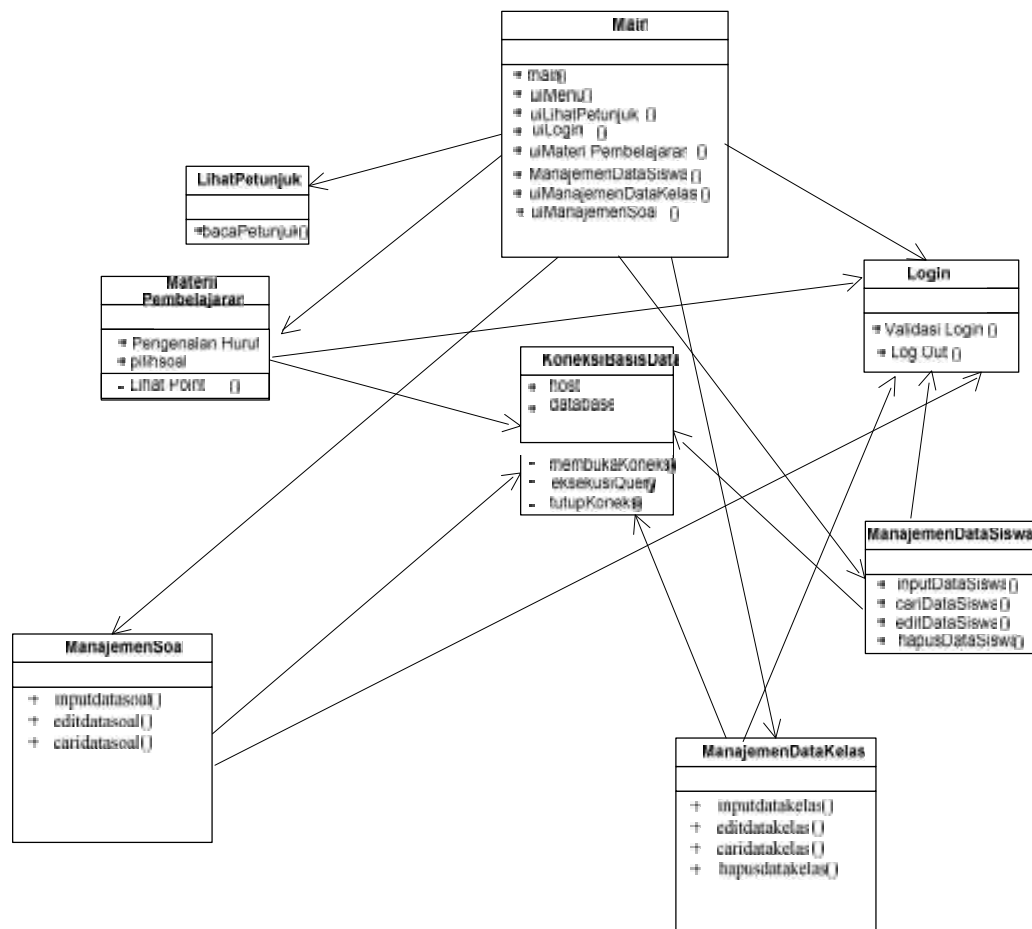 Main
main()
uiMenu()
uiLihatPetunjuk ()
uiLogin ()
uiMateri Pembelajaran ()
ManajemenDataSiswa()
uiManajemenDataKelas()
uiManajemenSoal ()
LihatPetunjuk
bacaPetunjuk()
Materii
Pembelajaran
Pengenalan Huruf
pilihsoal
- Lihat Point ()
Login
Validasi Login ()
Log Out ()
KoneksiBasisData
host
database
- membukaKoneksi()
- eksekusiQuery()
- tutupKoneksi()
ManajemenDataSiswa
inputDataSiswa()
cariDataSiswa()
editDataSiswa()
hapusDataSiswa()
ManajemenSoal
+ inputdatasoal()
+ editdatasoal()
+ caridatasoal()
ManajemenDataKelas
+ inputdatakelas()
+ editdatakelas()
+ caridatakelas()
+ hapusdatakelas()